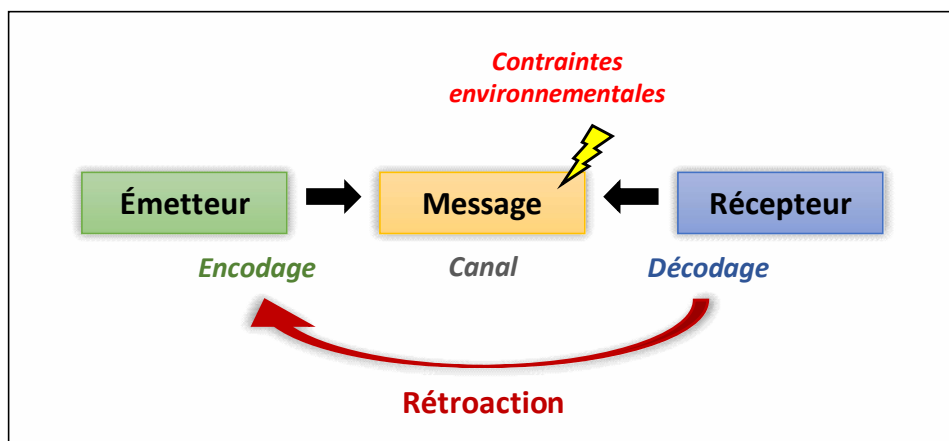 Contraintes
environnementales
Émetteur
Message
Récepteur
Encodage
Canal
Décodage
Rétroaction